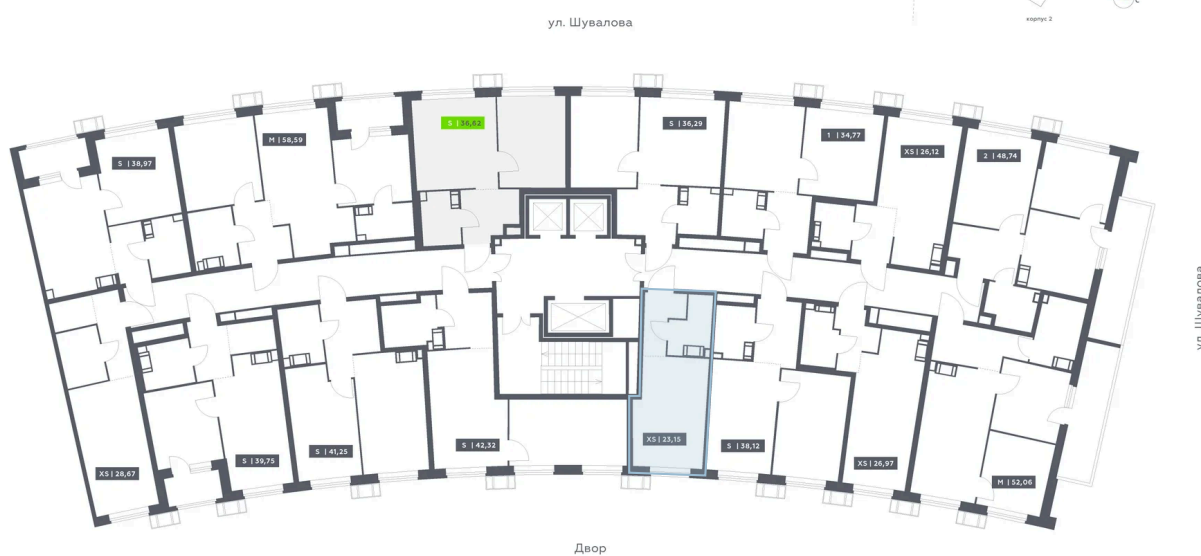 корпус 2
ул. Шувалова
S | 36,62
S | 36,29
1 | 34,77
M | 58,59
XS | 26,12
2 | 48,74
S | 38,97
ул. Шувалова
XS | 23,15
S | 42,32
S | 38,12
S | 41,25
S | 39,75
XS | 26,97
XS | 28,67
M | 52,06
Двор